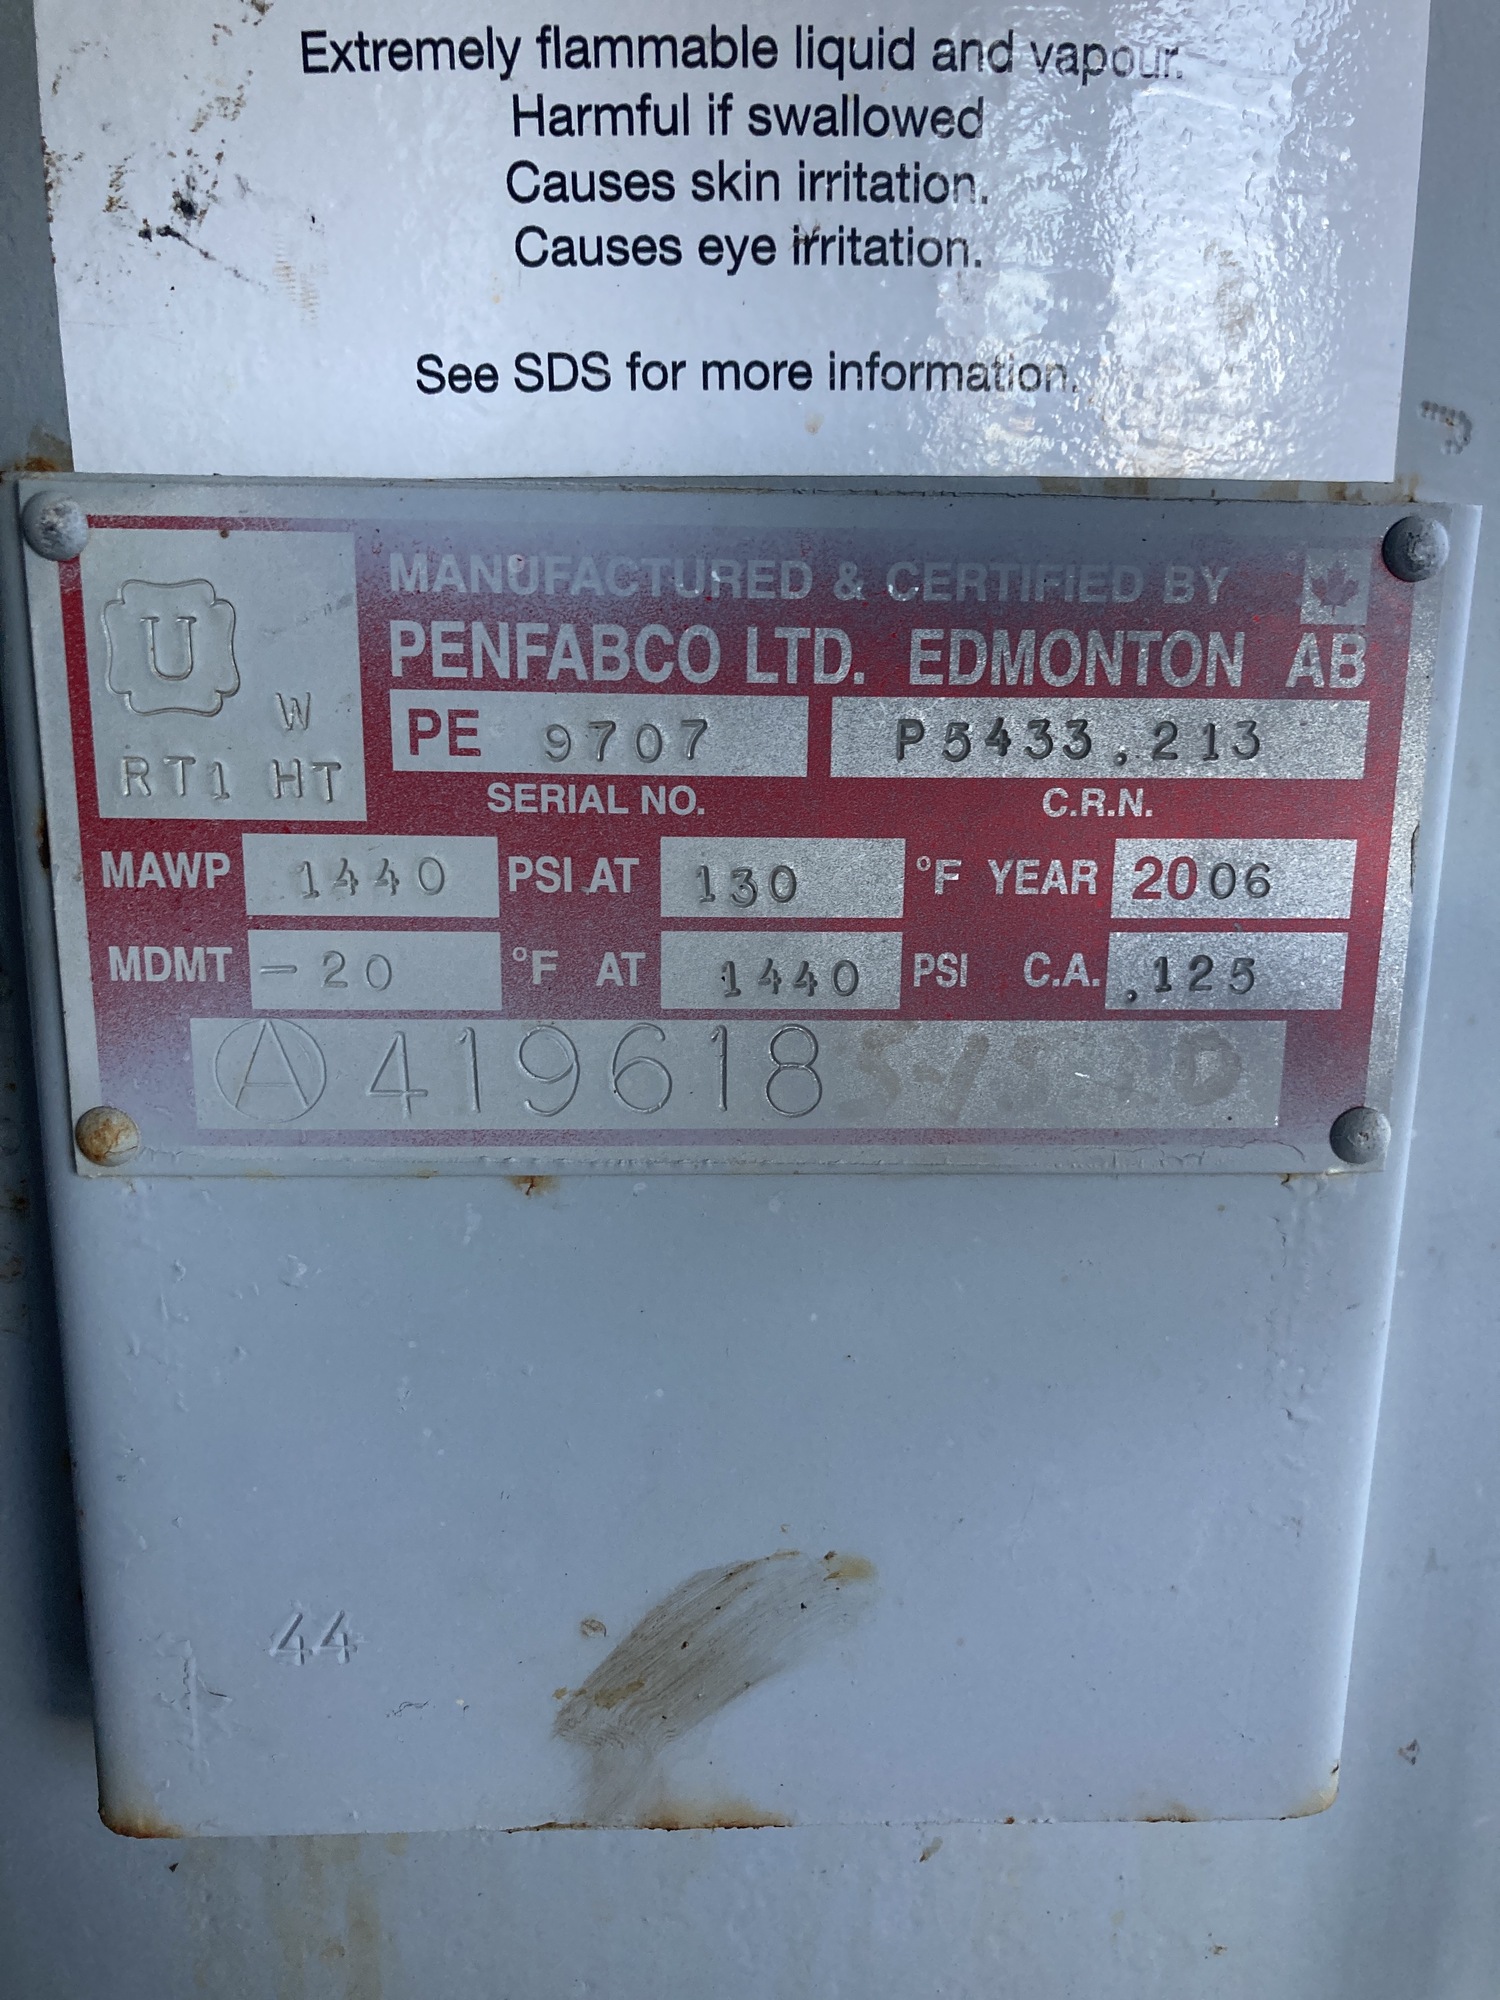 Extremely flammable liquid and vapour.
Harmful if swallowed
Causes skin irritation.
Causes eye irritation.
See SDS for more information.
U
W
RT1 HT
MANUFACTURED & CERTIFIED BY
PENFABCO LTD. EDMONTON AB
PE 9707 P5433.213
SERIAL NO. C.R.N.
MAWP 1440 PSI AT 130 °F YEAR 2006
MDMT -20 °F AT 1440 PSI C.A. .125
A 419618
44